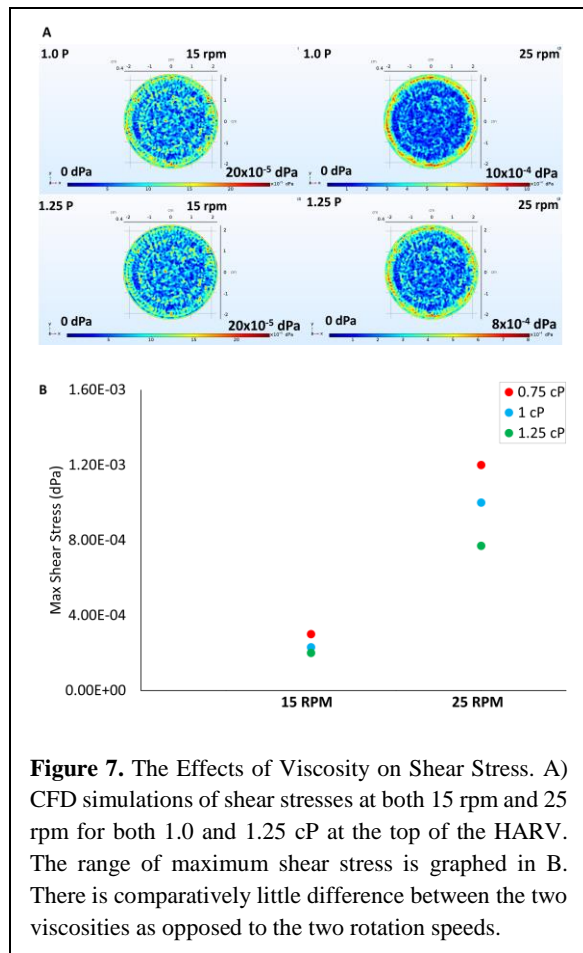 A
1.0 P 15 rpm
25 rpm
0 dPa 20x10⁻⁵ dPa
0 dPa 10x10⁻⁴ dPa
1.25 P 15 rpm
1.25 P 25 rpm
0 dPa 20x10⁻⁵ dPa
0 dPa 8x10⁻⁴ dPa
B
0.75 cP
1 cP
1.25 cP
1.60E-03
1.20E-03
8.00E-04
4.00E-04
0.00E+00
Max Shear Stress (dPa)
15 RPM 25 RPM
Figure 7. The Effects of Viscosity on Shear Stress. A)
CFD simulations of shear stresses at both 15 rpm and 25
rpm for both 1.0 and 1.25 cP at the top of the HARV.
The range of maximum shear stress is graphed in B.
There is comparatively little difference between the two
viscosities as opposed to the two rotation speeds.